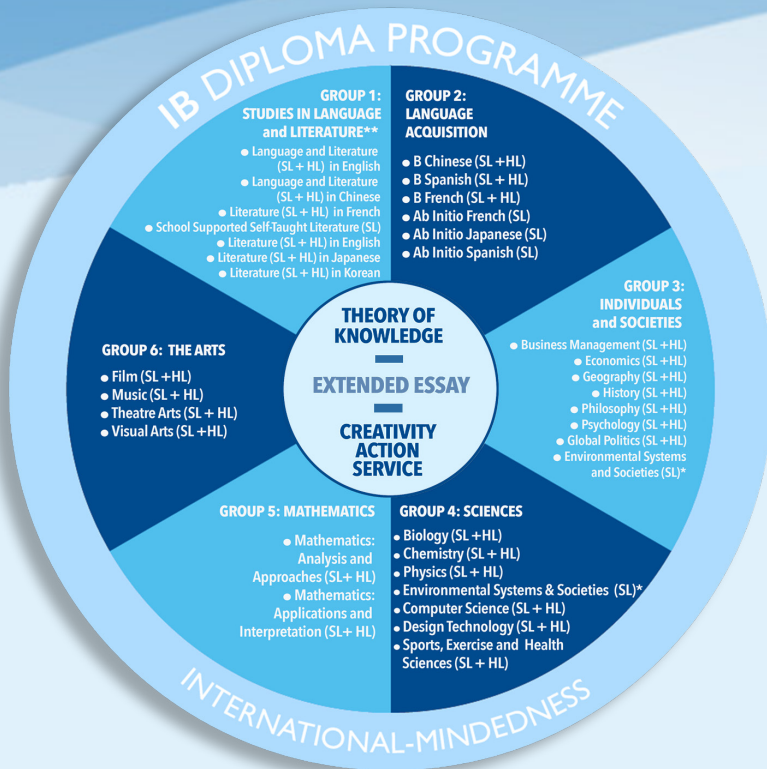 IB DIPLOMA PROGRAMME
GROUP 1:
STUDIES IN LANGUAGE
and LITERATURE**
● Language and Literature
(SL + HL) in English
● Language and Literature
(SL + HL) in Chinese
● Literature (SL + HL) in French
● School Supported Self-Taught Literature (SL)
● Literature (SL + HL) in English
● Literature (SL + HL) in Japanese
● Literature (SL + HL) in Korean
GROUP 2:
LANGUAGE
ACQUISITION
● B Chinese (SL +HL)
● B Spanish (SL + HL)
● B French (SL + HL)
● Ab Initio French (SL)
● Ab Initio Japanese (SL)
● Ab Initio Spanish (SL)
GROUP 3:
INDIVIDUALS
and SOCIETIES
● Business Management (SL +HL)
● Economics (SL +HL)
● Geography (SL +HL)
● History (SL +HL)
● Philosophy (SL +HL)
● Psychology (SL +HL)
● Global Politics (SL +HL)
● Environmental Systems
and Societies (SL)*
GROUP 6: THE ARTS
● Film (SL +HL)
● Music (SL + HL)
● Theatre Arts (SL + HL)
● Visual Arts (SL +HL)
THEORY OF
KNOWLEDGE
EXTENDED ESSAY
CREATIVITY
ACTION
SERVICE
GROUP 5: MATHEMATICS
● Mathematics:
Analysis and
Approaches (SL+ HL)
● Mathematics:
Applications and
Interpretation (SL+ HL)
GROUP 4: SCIENCES
● Biology (SL +HL)
● Chemistry (SL + HL)
● Physics (SL + HL)
● Environmental Systems & Societies (SL)*
● Computer Science (SL + HL)
● Design Technology (SL + HL)
● Sports, Exercise and Health
Sciences (SL + HL)
INTERNATIONAL-MINDEDNESS